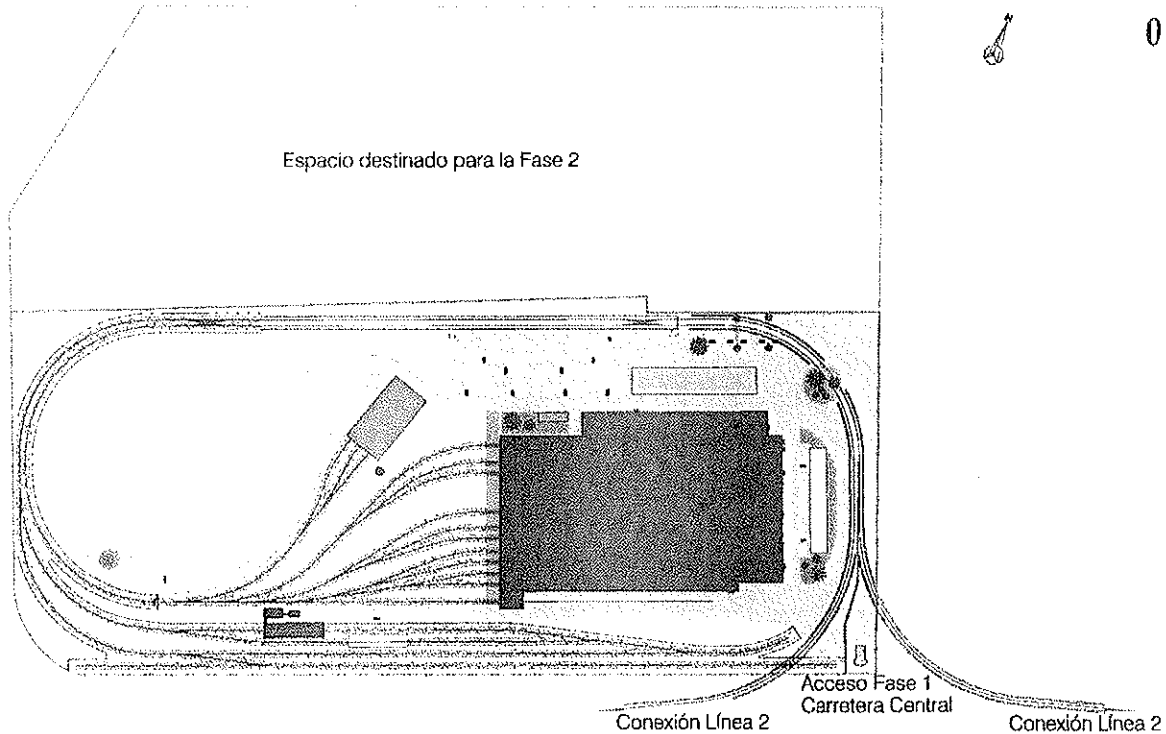 0
Espacio destinado para la Fase 2
Acceso Fase 1
Carretera Central
Conexión Línea 2
Conexión Línea 2